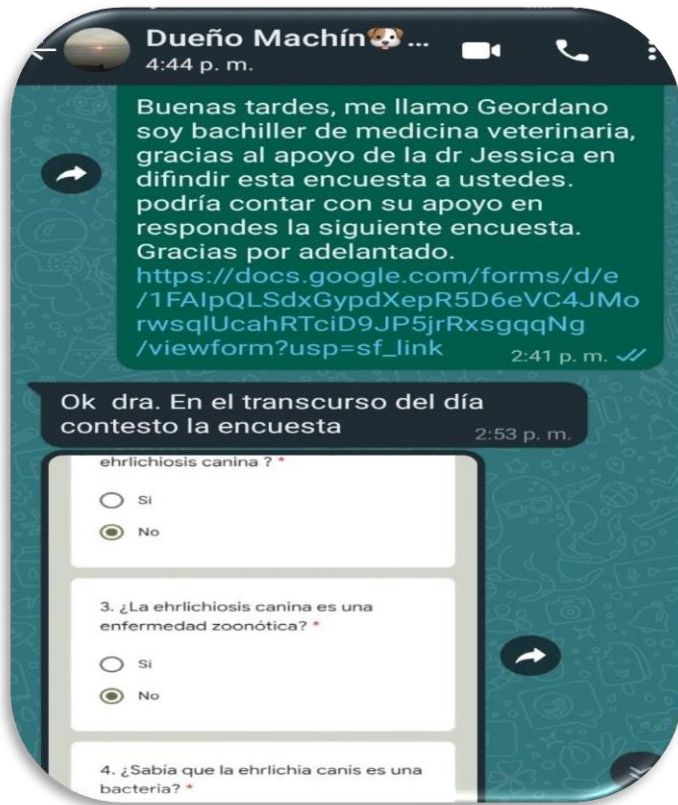 Dueño Machín🐶...
4:44 p. m.
Buenas tardes, me llamo Geordano
soy bachiller de medicina veterinaria,
gracias al apoyo de la dr Jessica en
difindir esta encuesta a ustedes.
podría contar con su apoyo en
respondes la siguiente encuesta.
Gracias por adelantado.
https://docs.google.com/forms/d/e
/1FAIpQLSdxGypdXepR5D6eVC4JMo
rwsqlUcahRTciD9JP5jrRxsgqqNg
/viewform?usp=sf_link
2:41 p. m.
Ok dra. En el transcurso del día
contesto la encuesta
2:53 p. m.
ehrlichiosis canina ? *
Si
No
3. ¿La ehrlichiosis canina es una
enfermedad zoonótica? *
Si
No
4. ¿Sabía que la ehrlichia canis es una
bacteria? *